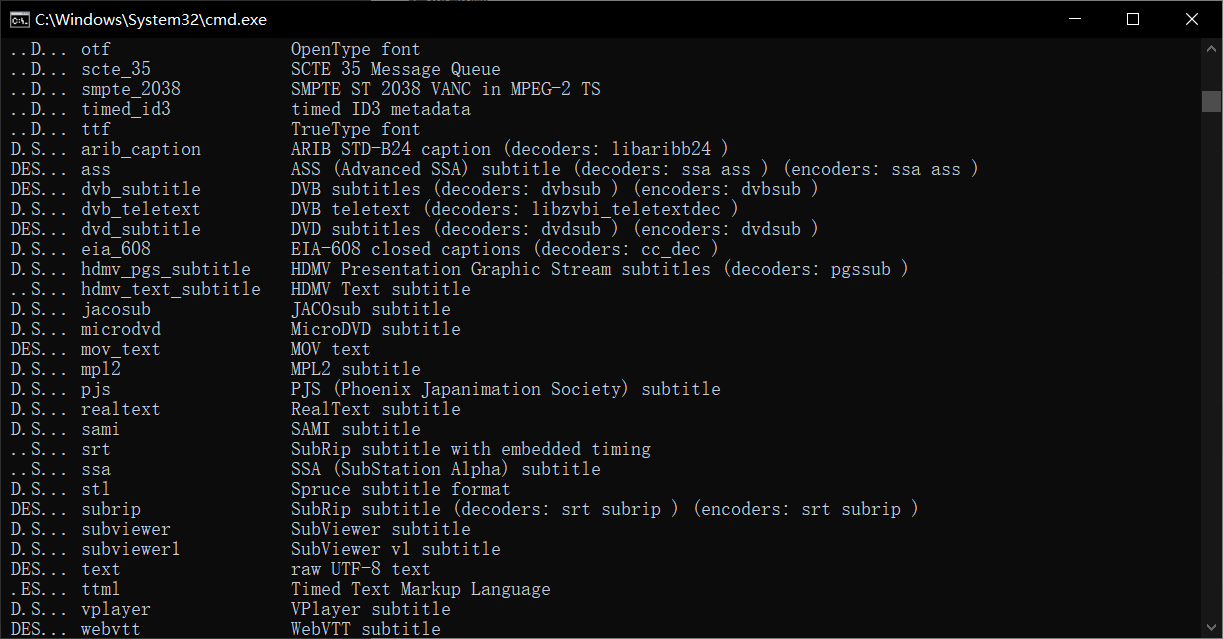 C:\Windows\System32\cmd.exe
..D... otf OpenType font
..D... scte_35 SCTE 35 Message Queue
..D... smpte_2038 SMPTE ST 2038 VANC in MPEG-2 TS
..D... timed_id3 timed ID3 metadata
..D... ttf TrueType font
D.S... arib_caption ARIB STD-B24 caption (decoders: libaribb24 )
DES... ass ASS (Advanced SSA) subtitle (decoders: ssa ass ) (encoders: ssa ass )
DES... dvb_subtitle DVB subtitles (decoders: dvbsub ) (encoders: dvbsub )
D.S... dvb_teletext DVB teletext (decoders: libzvbi_teletextdec )
DES... dvd_subtitle DVD subtitles (decoders: dvdsub ) (encoders: dvdsub )
D.S... eia_608 EIA-608 closed captions (decoders: cc_dec )
D.S... hdmv_pgs_subtitle HDMV Presentation Graphic Stream subtitles (decoders: pgssub )
..S... hdmv_text_subtitle HDMV Text subtitle
D.S... jacosub JACOsub subtitle
D.S... microdvd MicroDVD subtitle
DES... mov_text MOV text
D.S... mpl2 MPL2 subtitle
D.S... pjs PJS (Phoenix Japanimation Society) subtitle
D.S... realtext RealText subtitle
D.S... sami SAMI subtitle
..S... srt SubRip subtitle with embedded timing
..S... ssa SSA (SubStation Alpha) subtitle
D.S... stl Spruce subtitle format
DES... subrip SubRip subtitle (decoders: srt subrip ) (encoders: srt subrip )
D.S... subviewer SubViewer subtitle
D.S... subviewer1 SubViewer v1 subtitle
DES... text raw UTF-8 text
.ES... ttml Timed Text Markup Language
D.S... vplayer VPlayer subtitle
DES... webvtt WebVTT subtitle